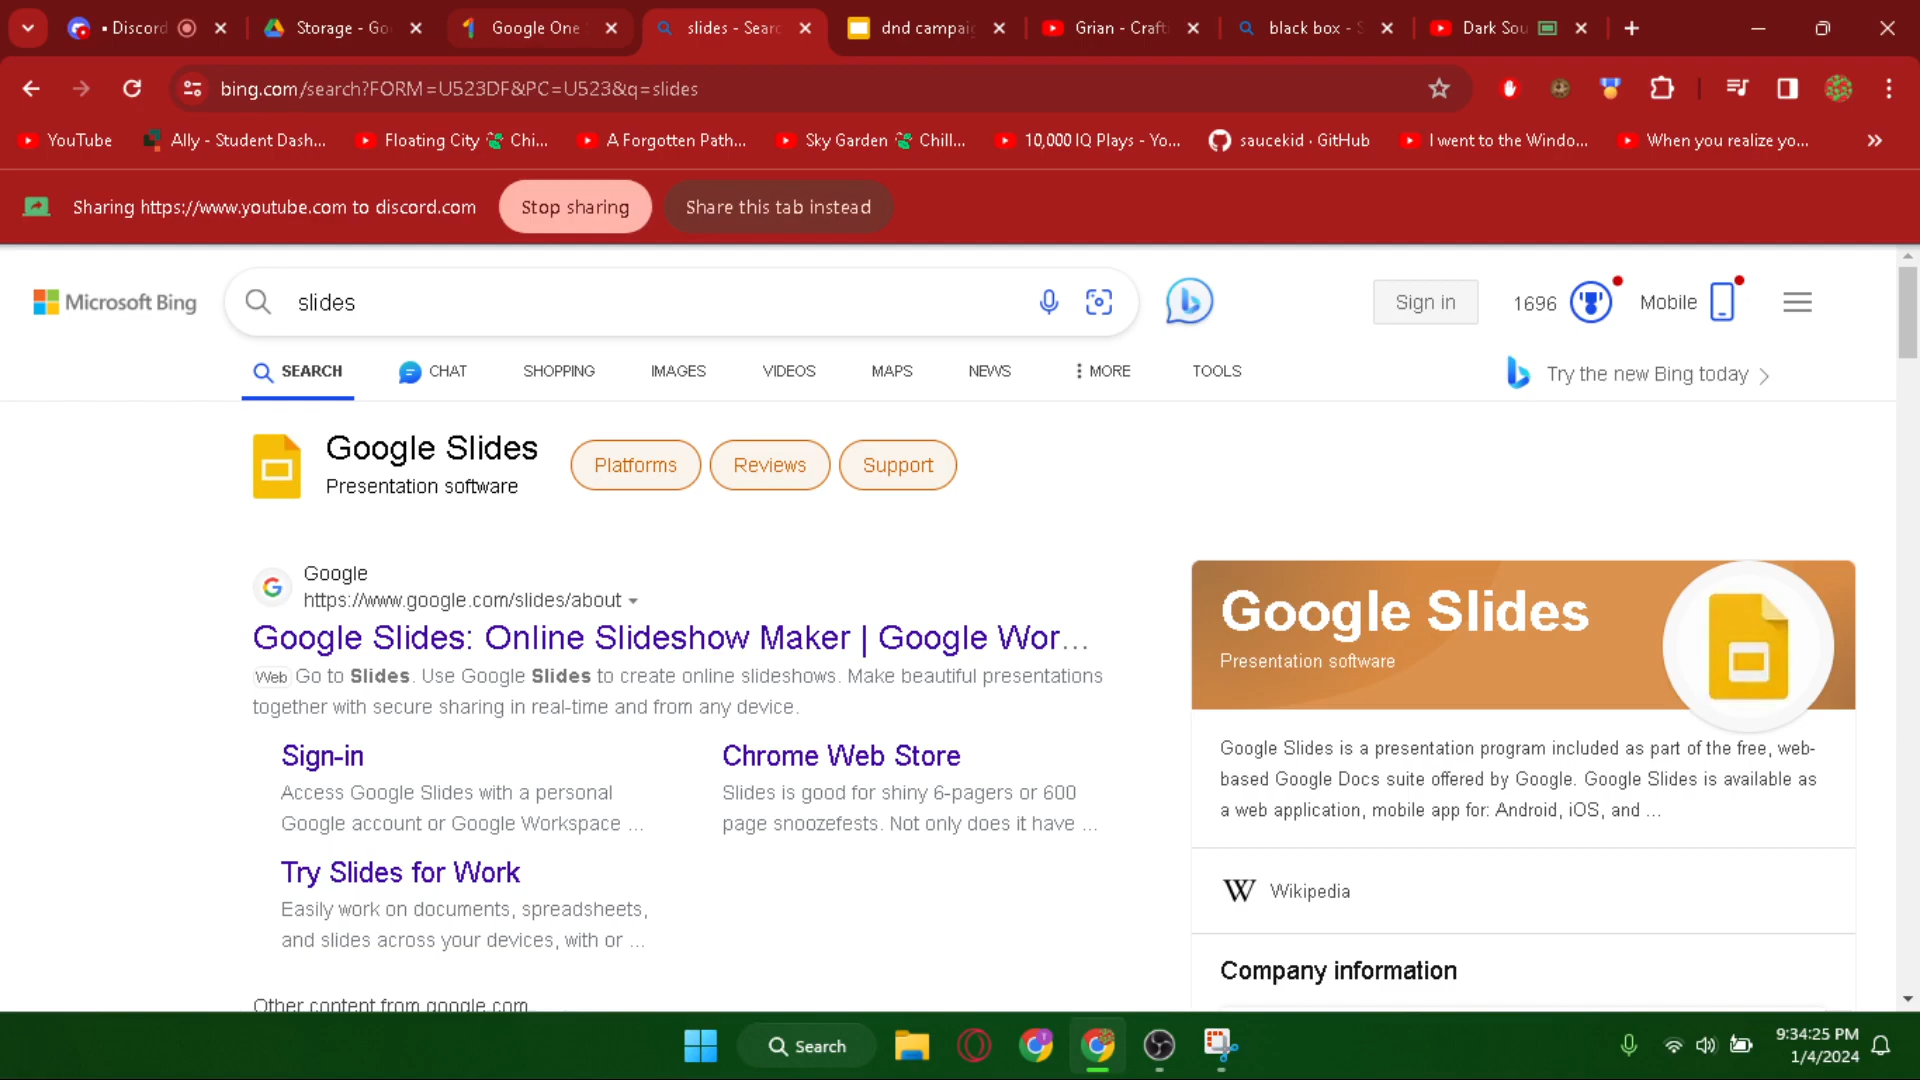 Discord
Storage - Go
Google One
slides - Searc
dnd campai
Grian - Craft
black box - S
Dark Sou
bing.com/search?FORM=U523DF&PC=U523&q=slides
YouTube
Ally - Student Dash...
Floating City 🐲 Chi...
A Forgotten Path...
Sky Garden 🐲 Chill...
10,000 IQ Plays - Yo...
saucekid · GitHub
I went to the Windo...
When you realize yo...
Sharing https://www.youtube.com to discord.com
Stop sharing
Share this tab instead
Microsoft Bing
slides
Sign in
1696
Mobile
SEARCH
CHAT
SHOPPING
IMAGES
VIDEOS
MAPS
NEWS
MORE
TOOLS
Try the new Bing today
Google Slides
Presentation software
Platforms
Reviews
Support
Google
https://www.google.com/slides/about
Google Slides: Online Slideshow Maker | Google Wor...
Web Go to Slides. Use Google Slides to create online slideshows. Make beautiful presentations
together with secure sharing in real-time and from any device.
Sign-in
Access Google Slides with a personal
Google account or Google Workspace ...
Chrome Web Store
Slides is good for shiny 6-pagers or 600
page snoozefests. Not only does it have ...
Try Slides for Work
Easily work on documents, spreadsheets,
and slides across your devices, with or ...
Other content from google.com
Google Slides
Presentation software
Google Slides is a presentation program included as part of the free, web-
based Google Docs suite offered by Google. Google Slides is available as
a web application, mobile app for: Android, iOS, and ...
W Wikipedia
Company information
Search
9:34:25 PM
1/4/2024